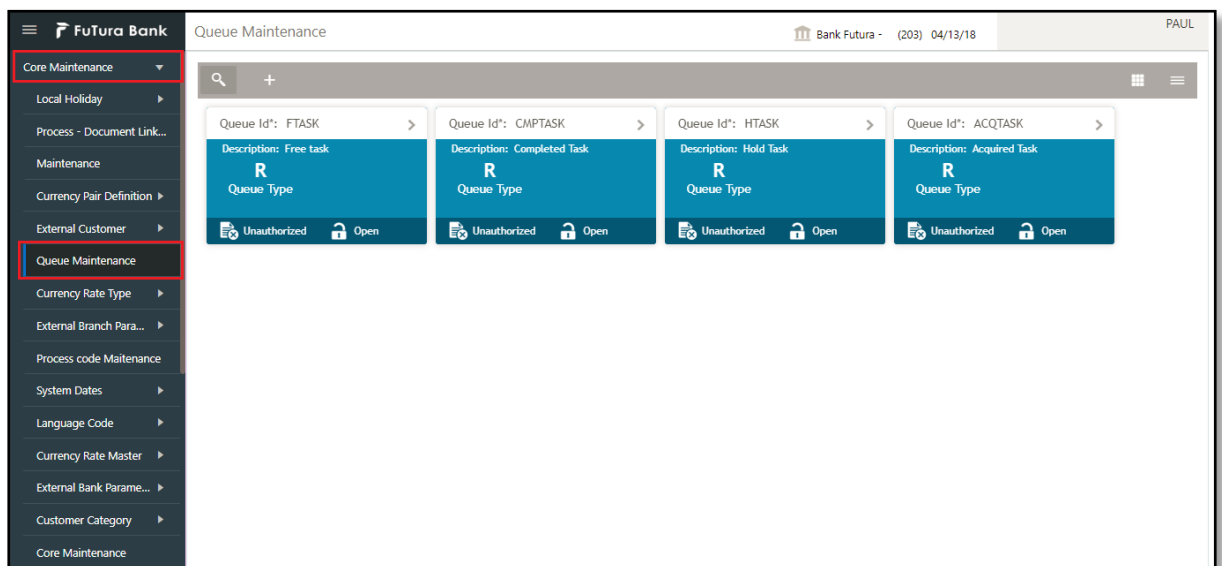 FuTura Bank
Queue Maintenance
Bank Futura - (203) 04/13/18
PAUL
Core Maintenance
Local Holiday
Process - Document Link...
Maintenance
Currency Pair Definition
External Customer
Queue Maintenance
Currency Rate Type
External Branch Para...
Process code Maitenance
System Dates
Language Code
Currency Rate Master
External Bank Parame...
Customer Category
Core Maintenance
Queue Id*: FTASK
Description: Free task
R
Queue Type
Unauthorized Open
Queue Id*: CMPTASK
Description: Completed Task
R
Queue Type
Unauthorized Open
Queue Id*: HTASK
Description: Hold Task
R
Queue Type
Unauthorized Open
Queue Id*: ACQTASK
Description: Acquired Task
R
Queue Type
Unauthorized Open